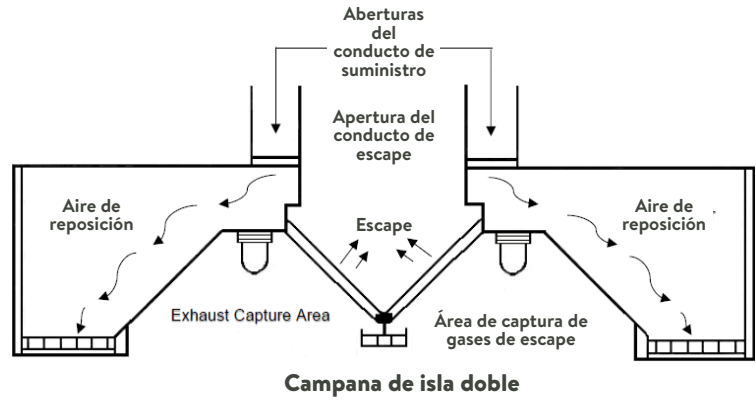 Aberturas
del
conducto de
suministro
Apertura del
conducto de
escape
Aire de
reposición
Escape
Aire de
reposición
Exhaust Capture Area
Área de captura de
gases de escape
Campana de isla doble